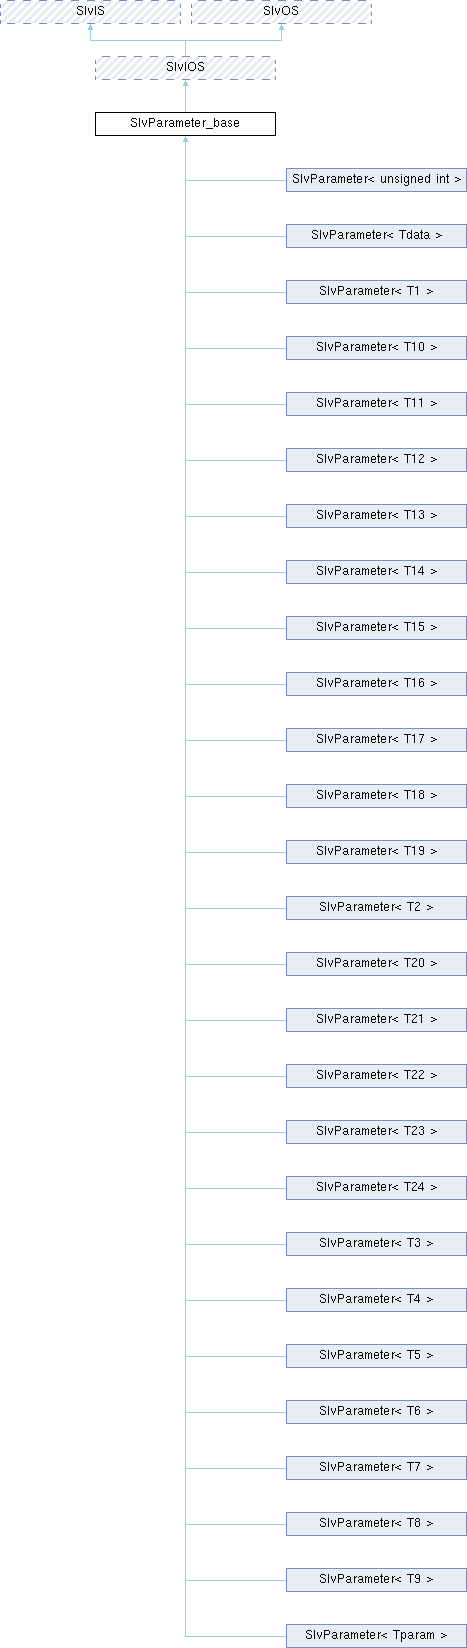 SlvIS
SlvOS
SlvIOS
SlvParameter_base
SlvParameter< unsigned int >
SlvParameter< Tdata >
SlvParameter< T1 >
SlvParameter< T10 >
SlvParameter< T11 >
SlvParameter< T12 >
SlvParameter< T13 >
SlvParameter< T14 >
SlvParameter< T15 >
SlvParameter< T16 >
SlvParameter< T17 >
SlvParameter< T18 >
SlvParameter< T19 >
SlvParameter< T2 >
SlvParameter< T20 >
SlvParameter< T21 >
SlvParameter< T22 >
SlvParameter< T23 >
SlvParameter< T24 >
SlvParameter< T3 >
SlvParameter< T4 >
SlvParameter< T5 >
SlvParameter< T6 >
SlvParameter< T7 >
SlvParameter< T8 >
SlvParameter< T9 >
SlvParameter< Tparam >